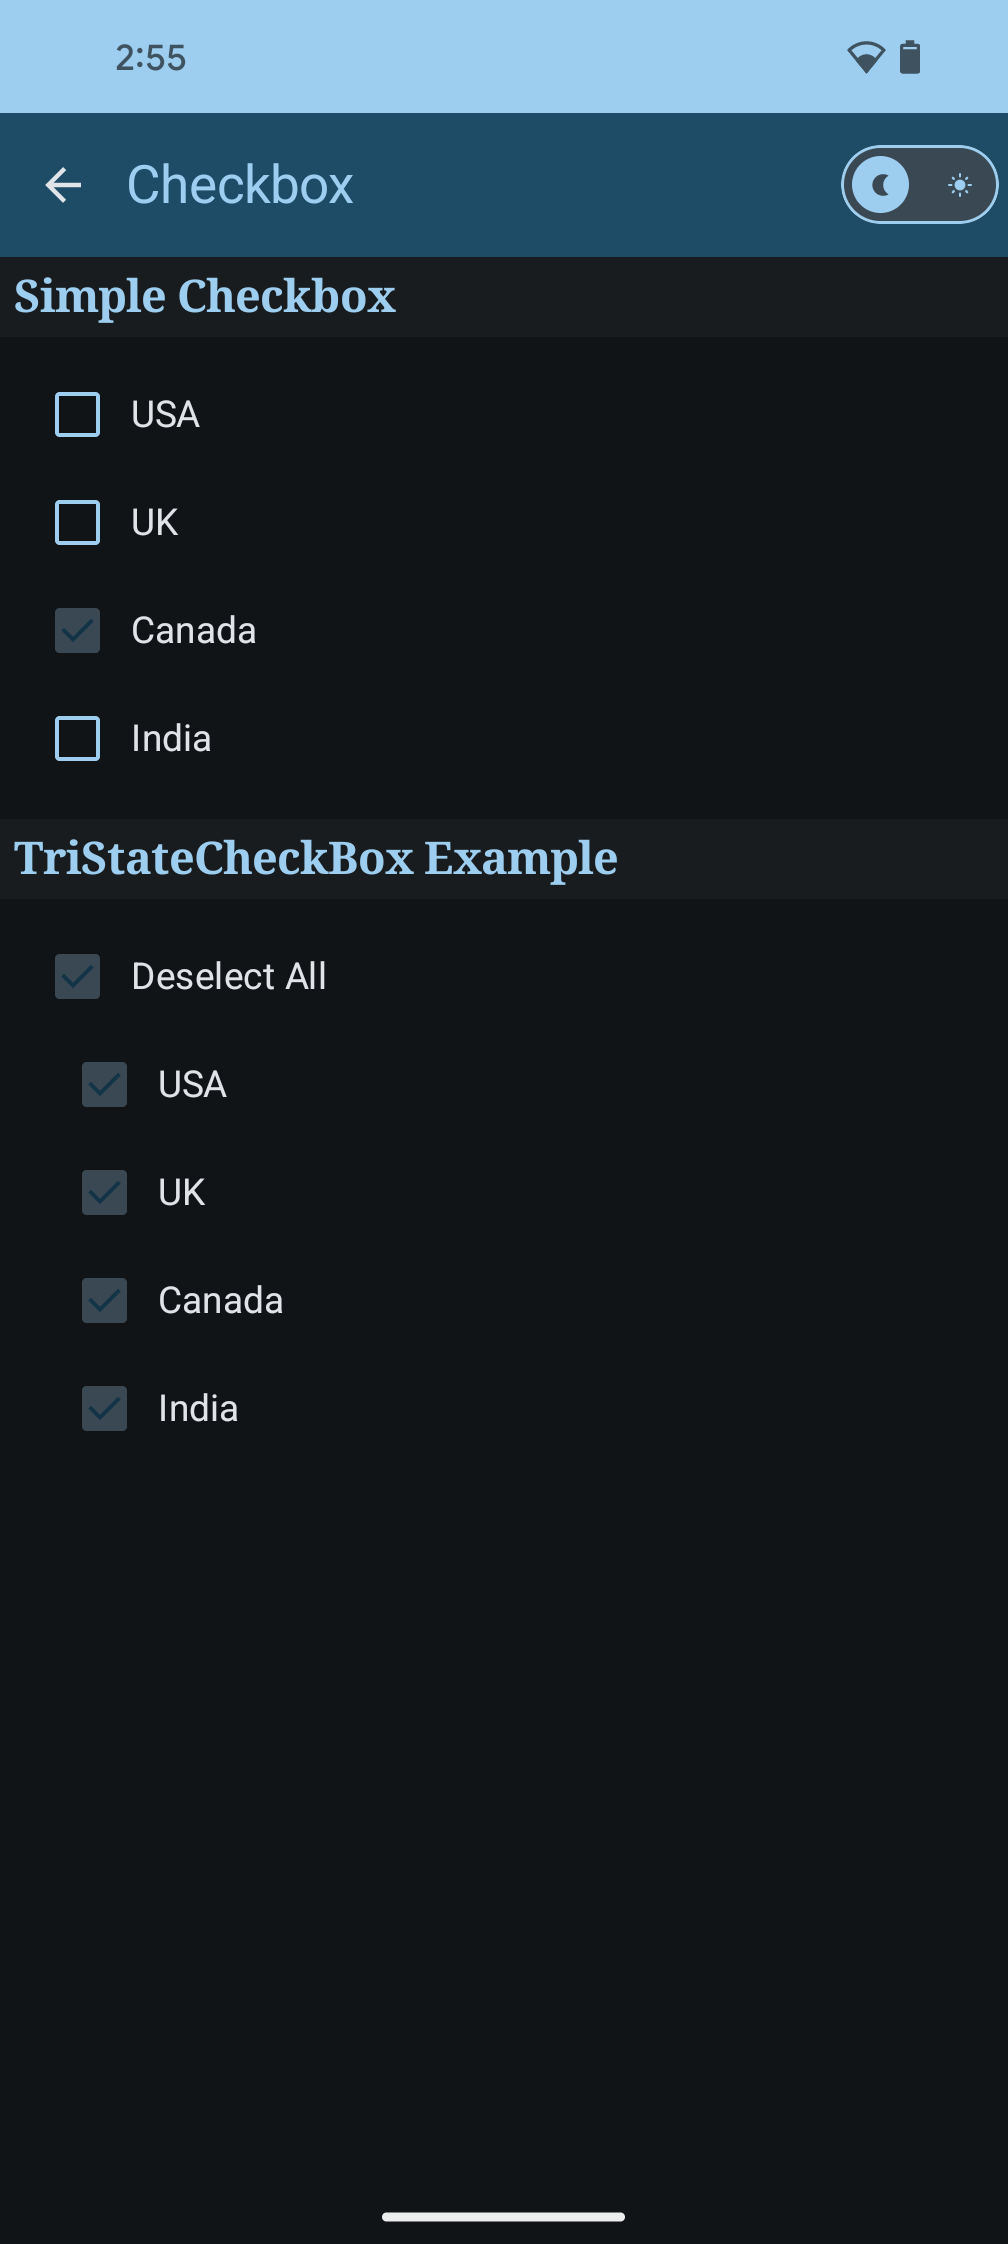 2:55
Checkbox
Simple Checkbox
USA
UK
Canada
India
TriStateCheckBox Example
Deselect All
USA
UK
Canada
India